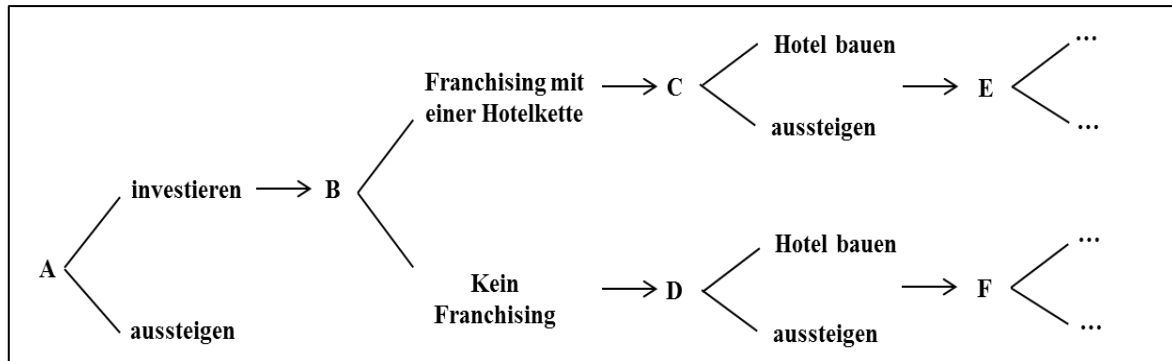 Hotel bauen
...
Franchising mit
einer Hotelkette
C
E
aussteigen
...
investieren
B
Hotel bauen
...
A
Kein
Franchising
D
F
aussteigen
aussteigen
...